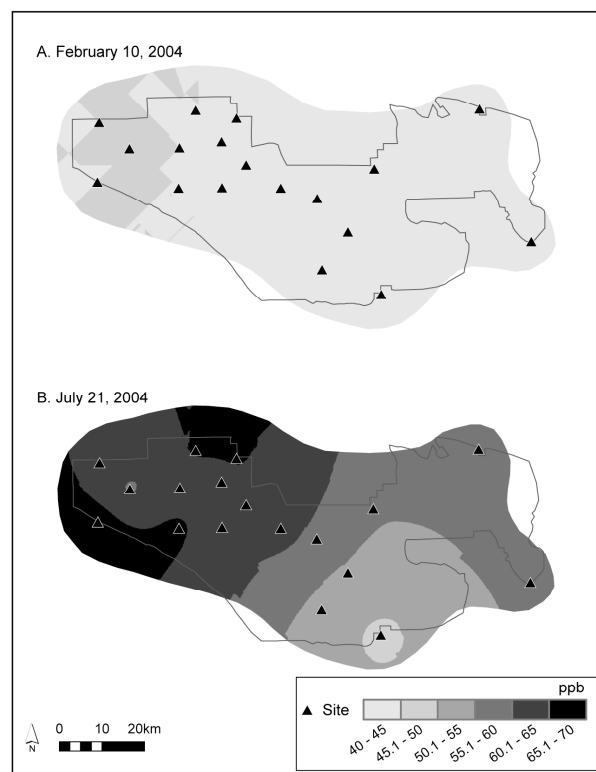 A. February 10, 2004
B. July 21, 2004
ppb
Site
40 - 45
45.1 - 50
50.1 - 55
55.1 - 60
60.1 - 65
65.1 - 70
N
0 10 20km